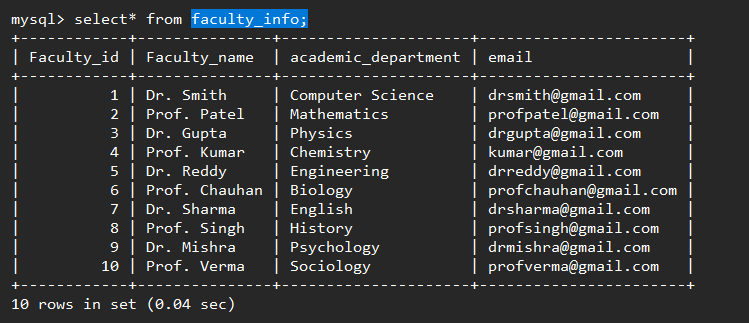 mysql> select* from faculty_info;
+------------+--------------+---------------------+-----------------------+
| Faculty_id | Faculty_name | academic_department | email                 |
+------------+--------------+---------------------+-----------------------+
|          1 | Dr. Smith    | Computer Science    | drsmith@gmail.com     |
|          2 | Prof. Patel  | Mathematics         | profpatel@gmail.com   |
|          3 | Dr. Gupta    | Physics             | drgupta@gmail.com     |
|          4 | Prof. Kumar  | Chemistry           | kumar@gmail.com       |
|          5 | Dr. Reddy    | Engineering         | drreddy@gmail.com     |
|          6 | Prof. Chauhan | Biology             | profchauhan@gmail.com |
|          7 | Dr. Sharma   | English             | drsharma@gmail.com    |
|          8 | Prof. Singh  | History             | profsingh@gmail.com   |
|          9 | Dr. Mishra   | Psychology          | drmishra@gmail.com    |
|         10 | Prof. Verma  | Sociology           | profverma@gmail.com   |
+------------+--------------+---------------------+-----------------------+
10 rows in set (0.04 sec)